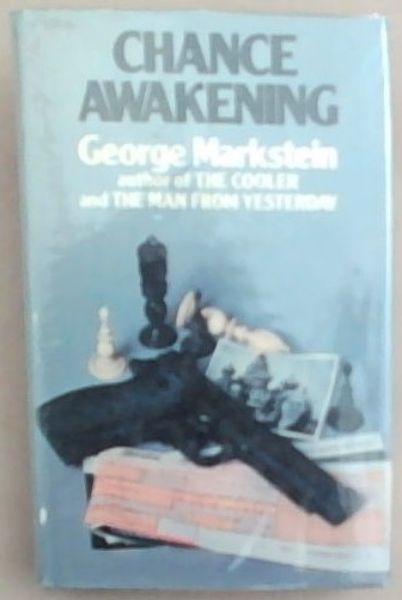 CHANCE
AWAKENING
George Markstein
author of THE COOLER
and THE MAN FROM YESTERDAY